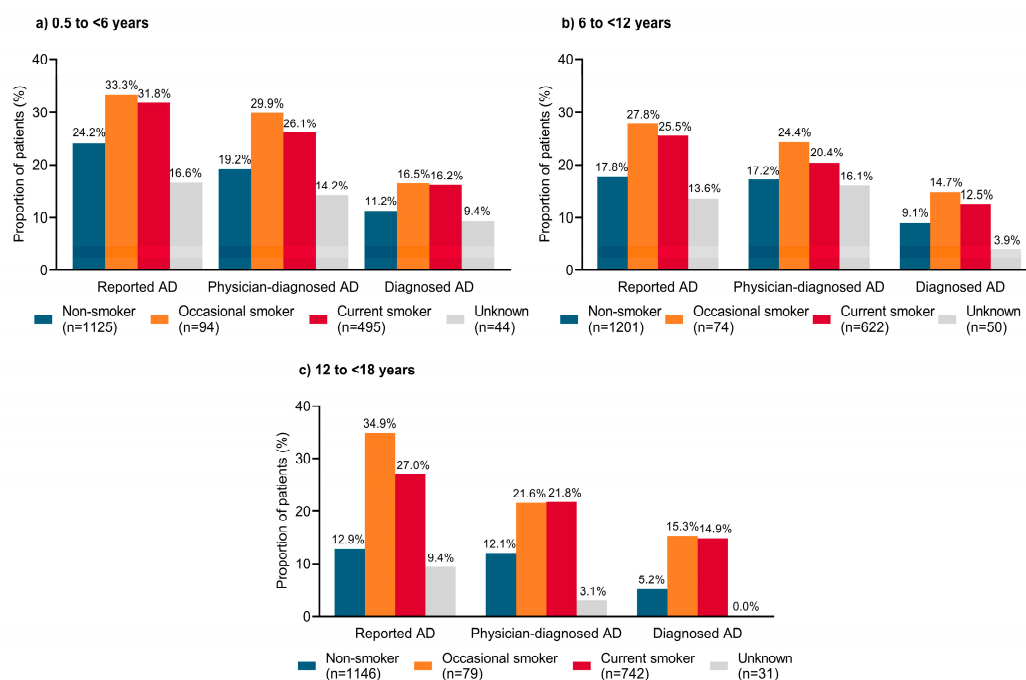 a) 0.5 to <6 years
Proportion of patients (%)
40
30
20
10
0
24.2%
33.3%
31.8%
16.6%
19.2%
29.9%
26.1%
14.2%
11.2%
16.5%
16.2%
9.4%
Reported AD
Physician-diagnosed AD
Diagnosed AD
Non-smoker (n=1125)
Occasional smoker (n=94)
Current smoker (n=495)
Unknown (n=44)
b) 6 to <12 years
Proportion of patients (%)
40
30
20
10
0
17.8%
27.8%
25.5%
13.6%
17.2%
24.4%
20.4%
16.1%
9.1%
14.7%
12.5%
3.9%
Reported AD
Physician-diagnosed AD
Diagnosed AD
Non-smoker (n=1201)
Occasional smoker (n=74)
Current smoker (n=622)
Unknown (n=50)
c) 12 to <18 years
Proportion of patients (%)
40
30
20
10
0
12.9%
34.9%
27.0%
9.4%
12.1%
21.6%
21.8%
3.1%
5.2%
15.3%
14.9%
0.0%
Reported AD
Physician-diagnosed AD
Diagnosed AD
Non-smoker (n=1146)
Occasional smoker (n=79)
Current smoker (n=742)
Unknown (n=31)